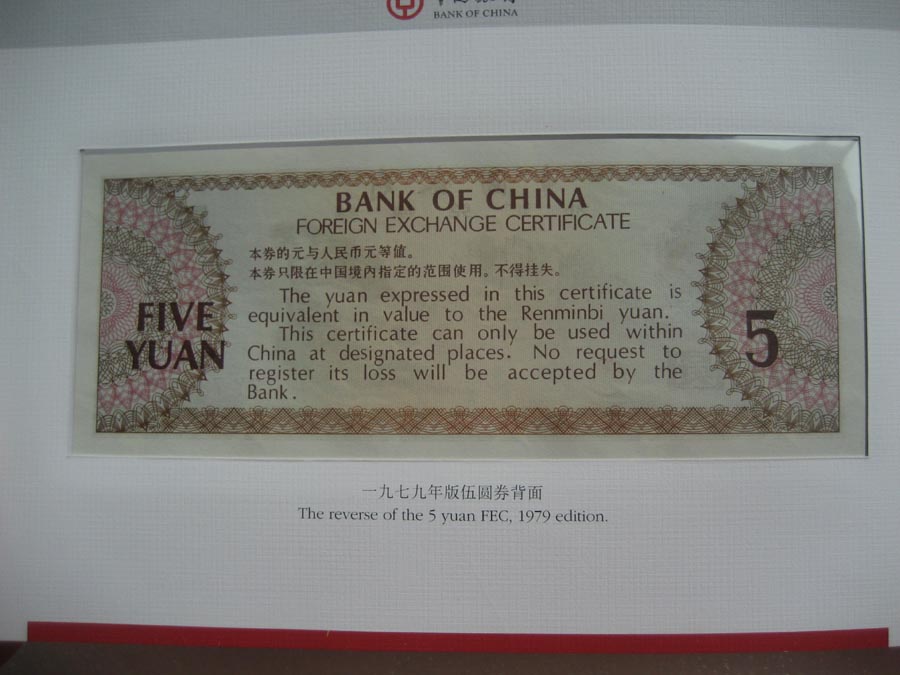 BANK OF CHINA
BANK OF CHINA
FOREIGN EXCHANGE CERTIFICATE
本券的元与人民币元等值。
本券只限在中国境内指定的范围使用。不得挂失。
The yuan expressed in this certificate is
equivalent in value to the Renminbi yuan.
This certificate can only be used within
China at designated places. No request to
register its loss will be accepted by the
Bank.
FIVE
YUAN
5
一九七九年版伍圆券背面
The reverse of the 5 yuan FEC, 1979 edition.